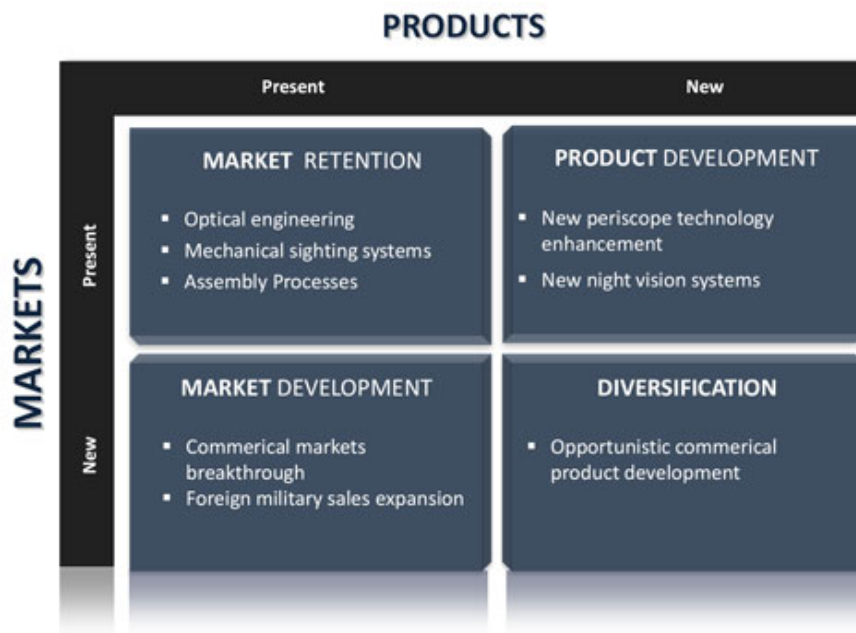 PRODUCTS
Present
New
MARKETS
Present
New
MARKET RETENTION
▪ Optical engineering
▪ Mechanical sighting systems
▪ Assembly Processes
PRODUCT DEVELOPMENT
▪ New periscope technology
enhancement
▪ New night vision systems
MARKET DEVELOPMENT
▪ Commerical markets
breakthrough
▪ Foreign military sales expansion
DIVERSIFICATION
▪ Opportunistic commerical
product development